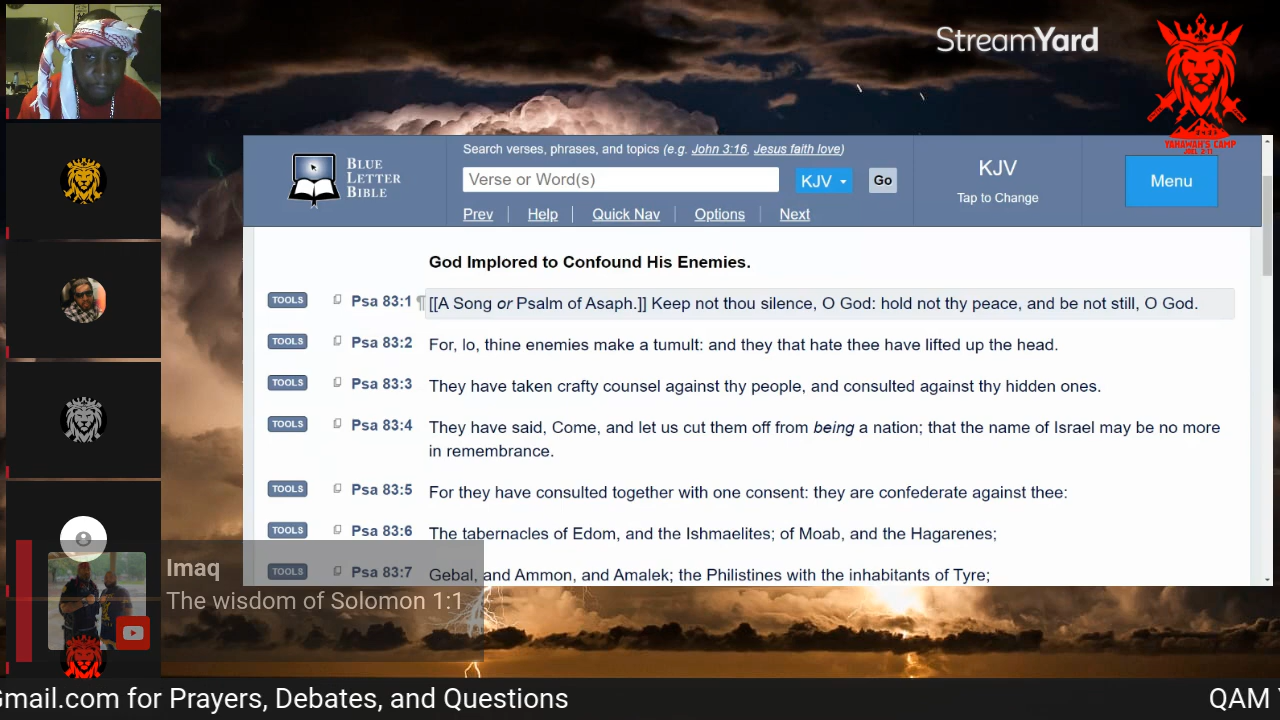 StreamYard
YAHAWAH'S CAMP
JOEL 2:11
BLUE
LETTER
BIBLE
Search verses, phrases, and topics (e.g. John 3:16, Jesus faith love)
Verse or Word(s)
KJV
Go
Prev
Help
Quick Nav
Options
Next
KJV
Tap to Change
Menu
God Implored to Confound His Enemies.
TOOLS Psa 83:1 ¶ [[A Song or Psalm of Asaph.]] Keep not thou silence, O God: hold not thy peace, and be not still, O God.
TOOLS Psa 83:2 For, lo, thine enemies make a tumult: and they that hate thee have lifted up the head.
TOOLS Psa 83:3 They have taken crafty counsel against thy people, and consulted against thy hidden ones.
TOOLS Psa 83:4 They have said, Come, and let us cut them off from being a nation; that the name of Israel may be no more
in remembrance.
TOOLS Psa 83:5 For they have consulted together with one consent: they are confederate against thee:
TOOLS Psa 83:6 The tabernacles of Edom, and the Ishmaelites; of Moab, and the Hagarenes;
TOOLS Psa 83:7 Gebal, and Ammon, and Amalek; the Philistines with the inhabitants of Tyre;
Imaq
The wisdom of Solomon 1:1
Gmail.com for Prayers, Debates, and Questions
QAM